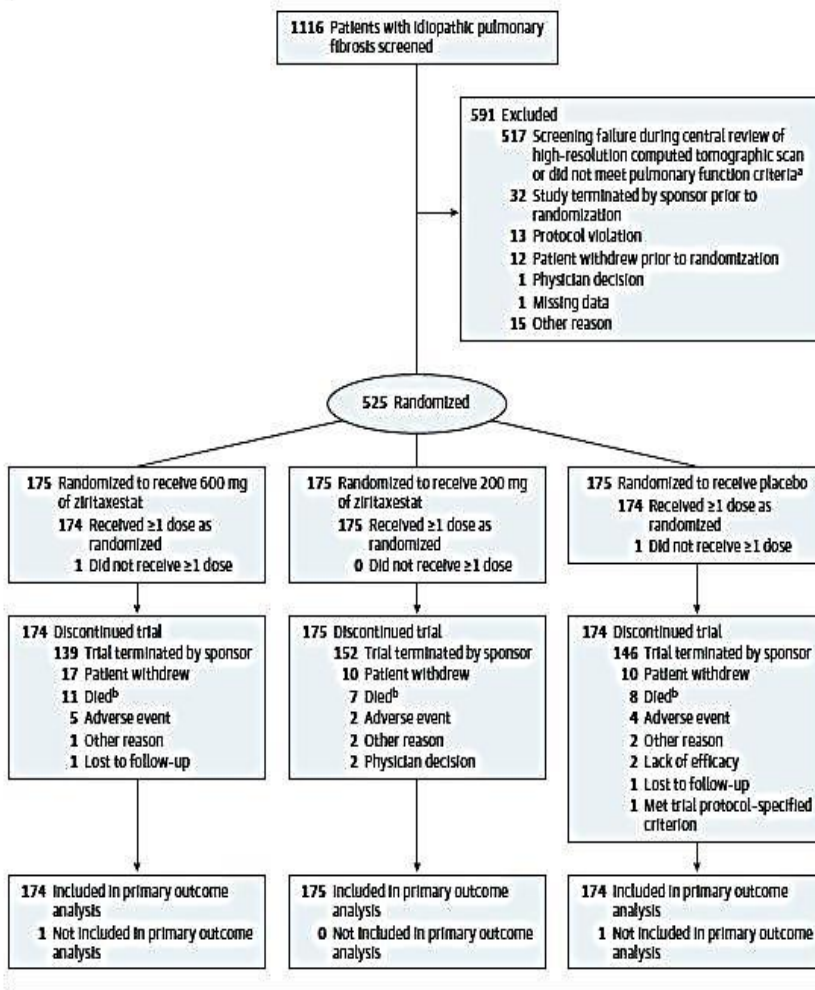 1116 Patients with idiopathic pulmonary
fibrosis screened
591 Excluded
517 Screening failure during central review of
high-resolution computed tomographic scan
or did not meet pulmonary function criteriaᵃ
32 Study terminated by sponsor prior to
randomization
13 Protocol violation
12 Patient withdrew prior to randomization
1 Physician decision
1 Missing data
15 Other reason
525 Randomized
175 Randomized to receive 600 mg
of ziritaxestat
174 Received ≥1 dose as
randomized
1 Did not receive ≥1 dose
175 Randomized to receive 200 mg
of ziritaxestat
175 Received ≥1 dose as
randomized
0 Did not receive ≥1 dose
175 Randomized to receive placebo
174 Received ≥1 dose as
randomized
1 Did not receive ≥1 dose
174 Discontinued trial
139 Trial terminated by sponsor
17 Patient withdrew
11 Diedᵇ
5 Adverse event
1 Other reason
1 Lost to follow-up
175 Discontinued trial
152 Trial terminated by sponsor
10 Patient withdrew
7 Diedᵇ
2 Adverse event
2 Other reason
2 Physician decision
174 Discontinued trial
146 Trial terminated by sponsor
10 Patient withdrew
8 Diedᵇ
4 Adverse event
2 Other reason
2 Lack of efficacy
1 Lost to follow-up
1 Met trial protocol-specified
criterion
174 Included in primary outcome
analysis
1 Not included in primary outcome
analysis
175 Included in primary outcome
analysis
0 Not included in primary outcome
analysis
174 Included in primary outcome
analysis
1 Not included in primary outcome
analysis